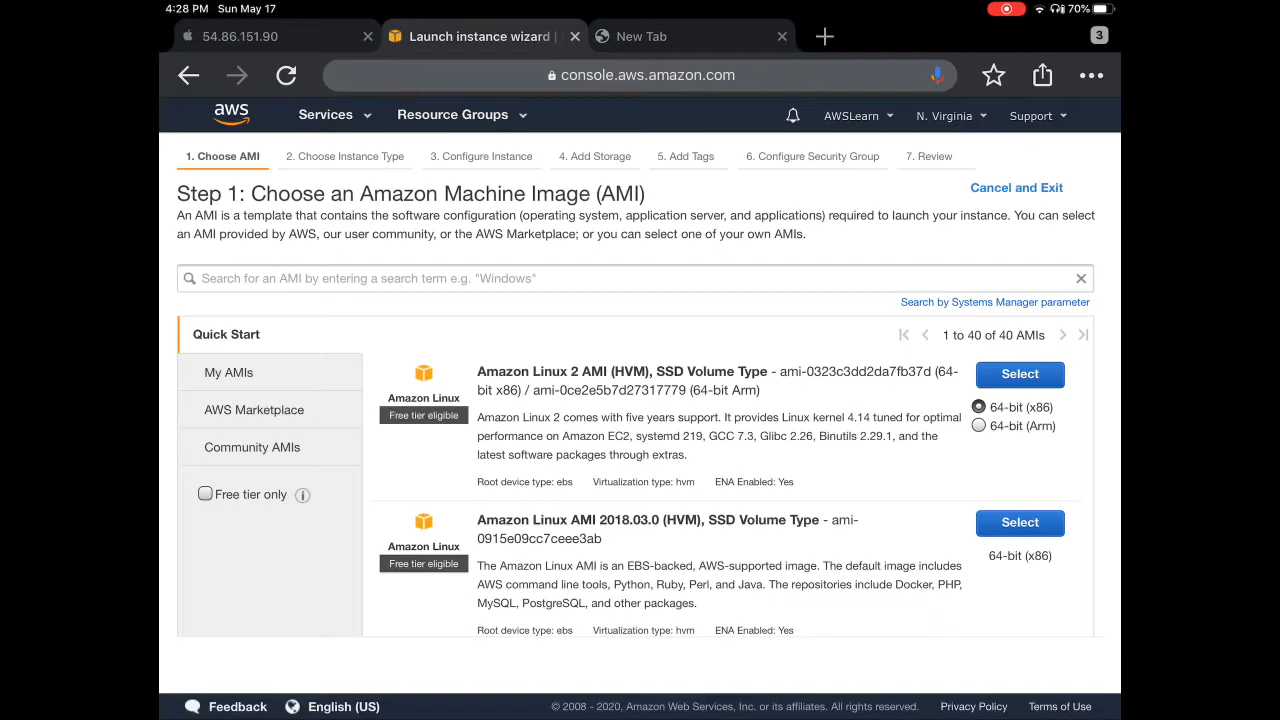 4:28 PM Sun May 17
70%
54.86.151.90
Launch instance wizard |
New Tab
3
console.aws.amazon.com
aws
Services
Resource Groups
AWSLearn
N. Virginia
Support
1. Choose AMI
2. Choose Instance Type
3. Configure Instance
4. Add Storage
5. Add Tags
6. Configure Security Group
7. Review
Step 1: Choose an Amazon Machine Image (AMI)
Cancel and Exit
An AMI is a template that contains the software configuration (operating system, application server, and applications) required to launch your instance. You can select
an AMI provided by AWS, our user community, or the AWS Marketplace; or you can select one of your own AMIs.
Search for an AMI by entering a search term e.g. "Windows"
Search by Systems Manager parameter
Quick Start
1 to 40 of 40 AMIs
My AMIs
AWS Marketplace
Community AMIs
Free tier only
i
Amazon Linux
Free tier eligible
Amazon Linux 2 AMI (HVM), SSD Volume Type - ami-0323c3dd2da7fb37d (64-
bit x86) / ami-0ce2e5b7d27317779 (64-bit Arm)
Amazon Linux 2 comes with five years support. It provides Linux kernel 4.14 tuned for optimal
performance on Amazon EC2, systemd 219, GCC 7.3, Glibc 2.26, Binutils 2.29.1, and the
latest software packages through extras.
Root device type: ebs Virtualization type: hvm ENA Enabled: Yes
Select
64-bit (x86)
64-bit (Arm)
Amazon Linux
Free tier eligible
Amazon Linux AMI 2018.03.0 (HVM), SSD Volume Type - ami-
0915e09cc7ceee3ab
The Amazon Linux AMI is an EBS-backed, AWS-supported image. The default image includes
AWS command line tools, Python, Ruby, Perl, and Java. The repositories include Docker, PHP,
MySQL, PostgreSQL, and other packages.
Root device type: ebs Virtualization type: hvm ENA Enabled: Yes
Select
64-bit (x86)
Feedback
English (US)
© 2008 - 2020, Amazon Web Services, Inc. or its affiliates. All rights reserved.
Privacy Policy
Terms of Use